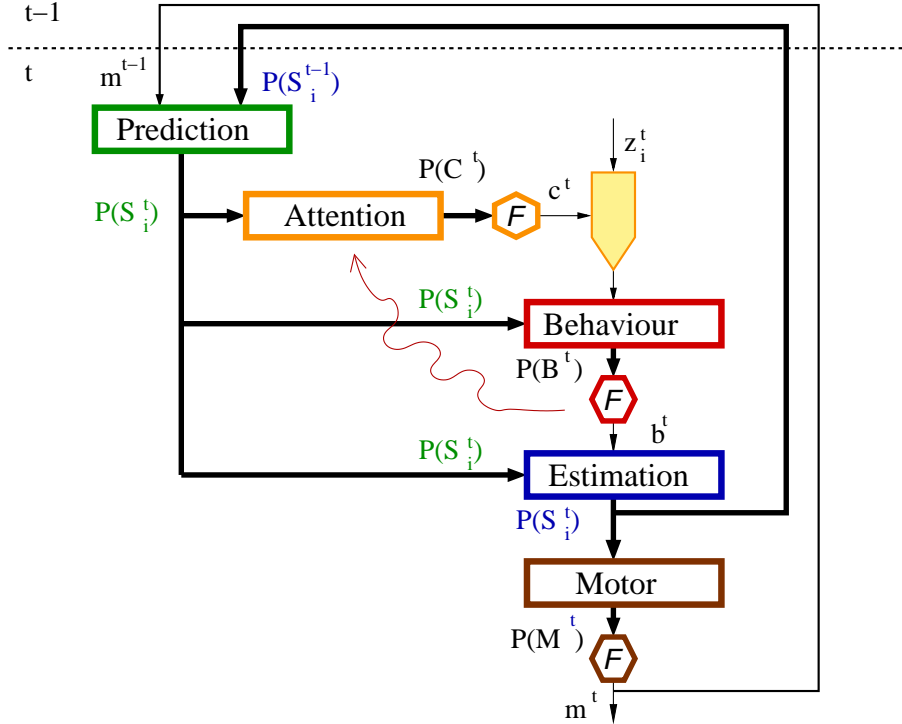 t−1
t
m^{t−1}
P(S_i^{t−1})
Prediction
z_i^t
P(C^t)
c^t
P(S_i^t)
Attention
F
P(S_i^t)
Behaviour
P(B^t)
F
b^t
P(S_i^t)
Estimation
P(S_i^t)
Motor
P(M^t)
F
m^t